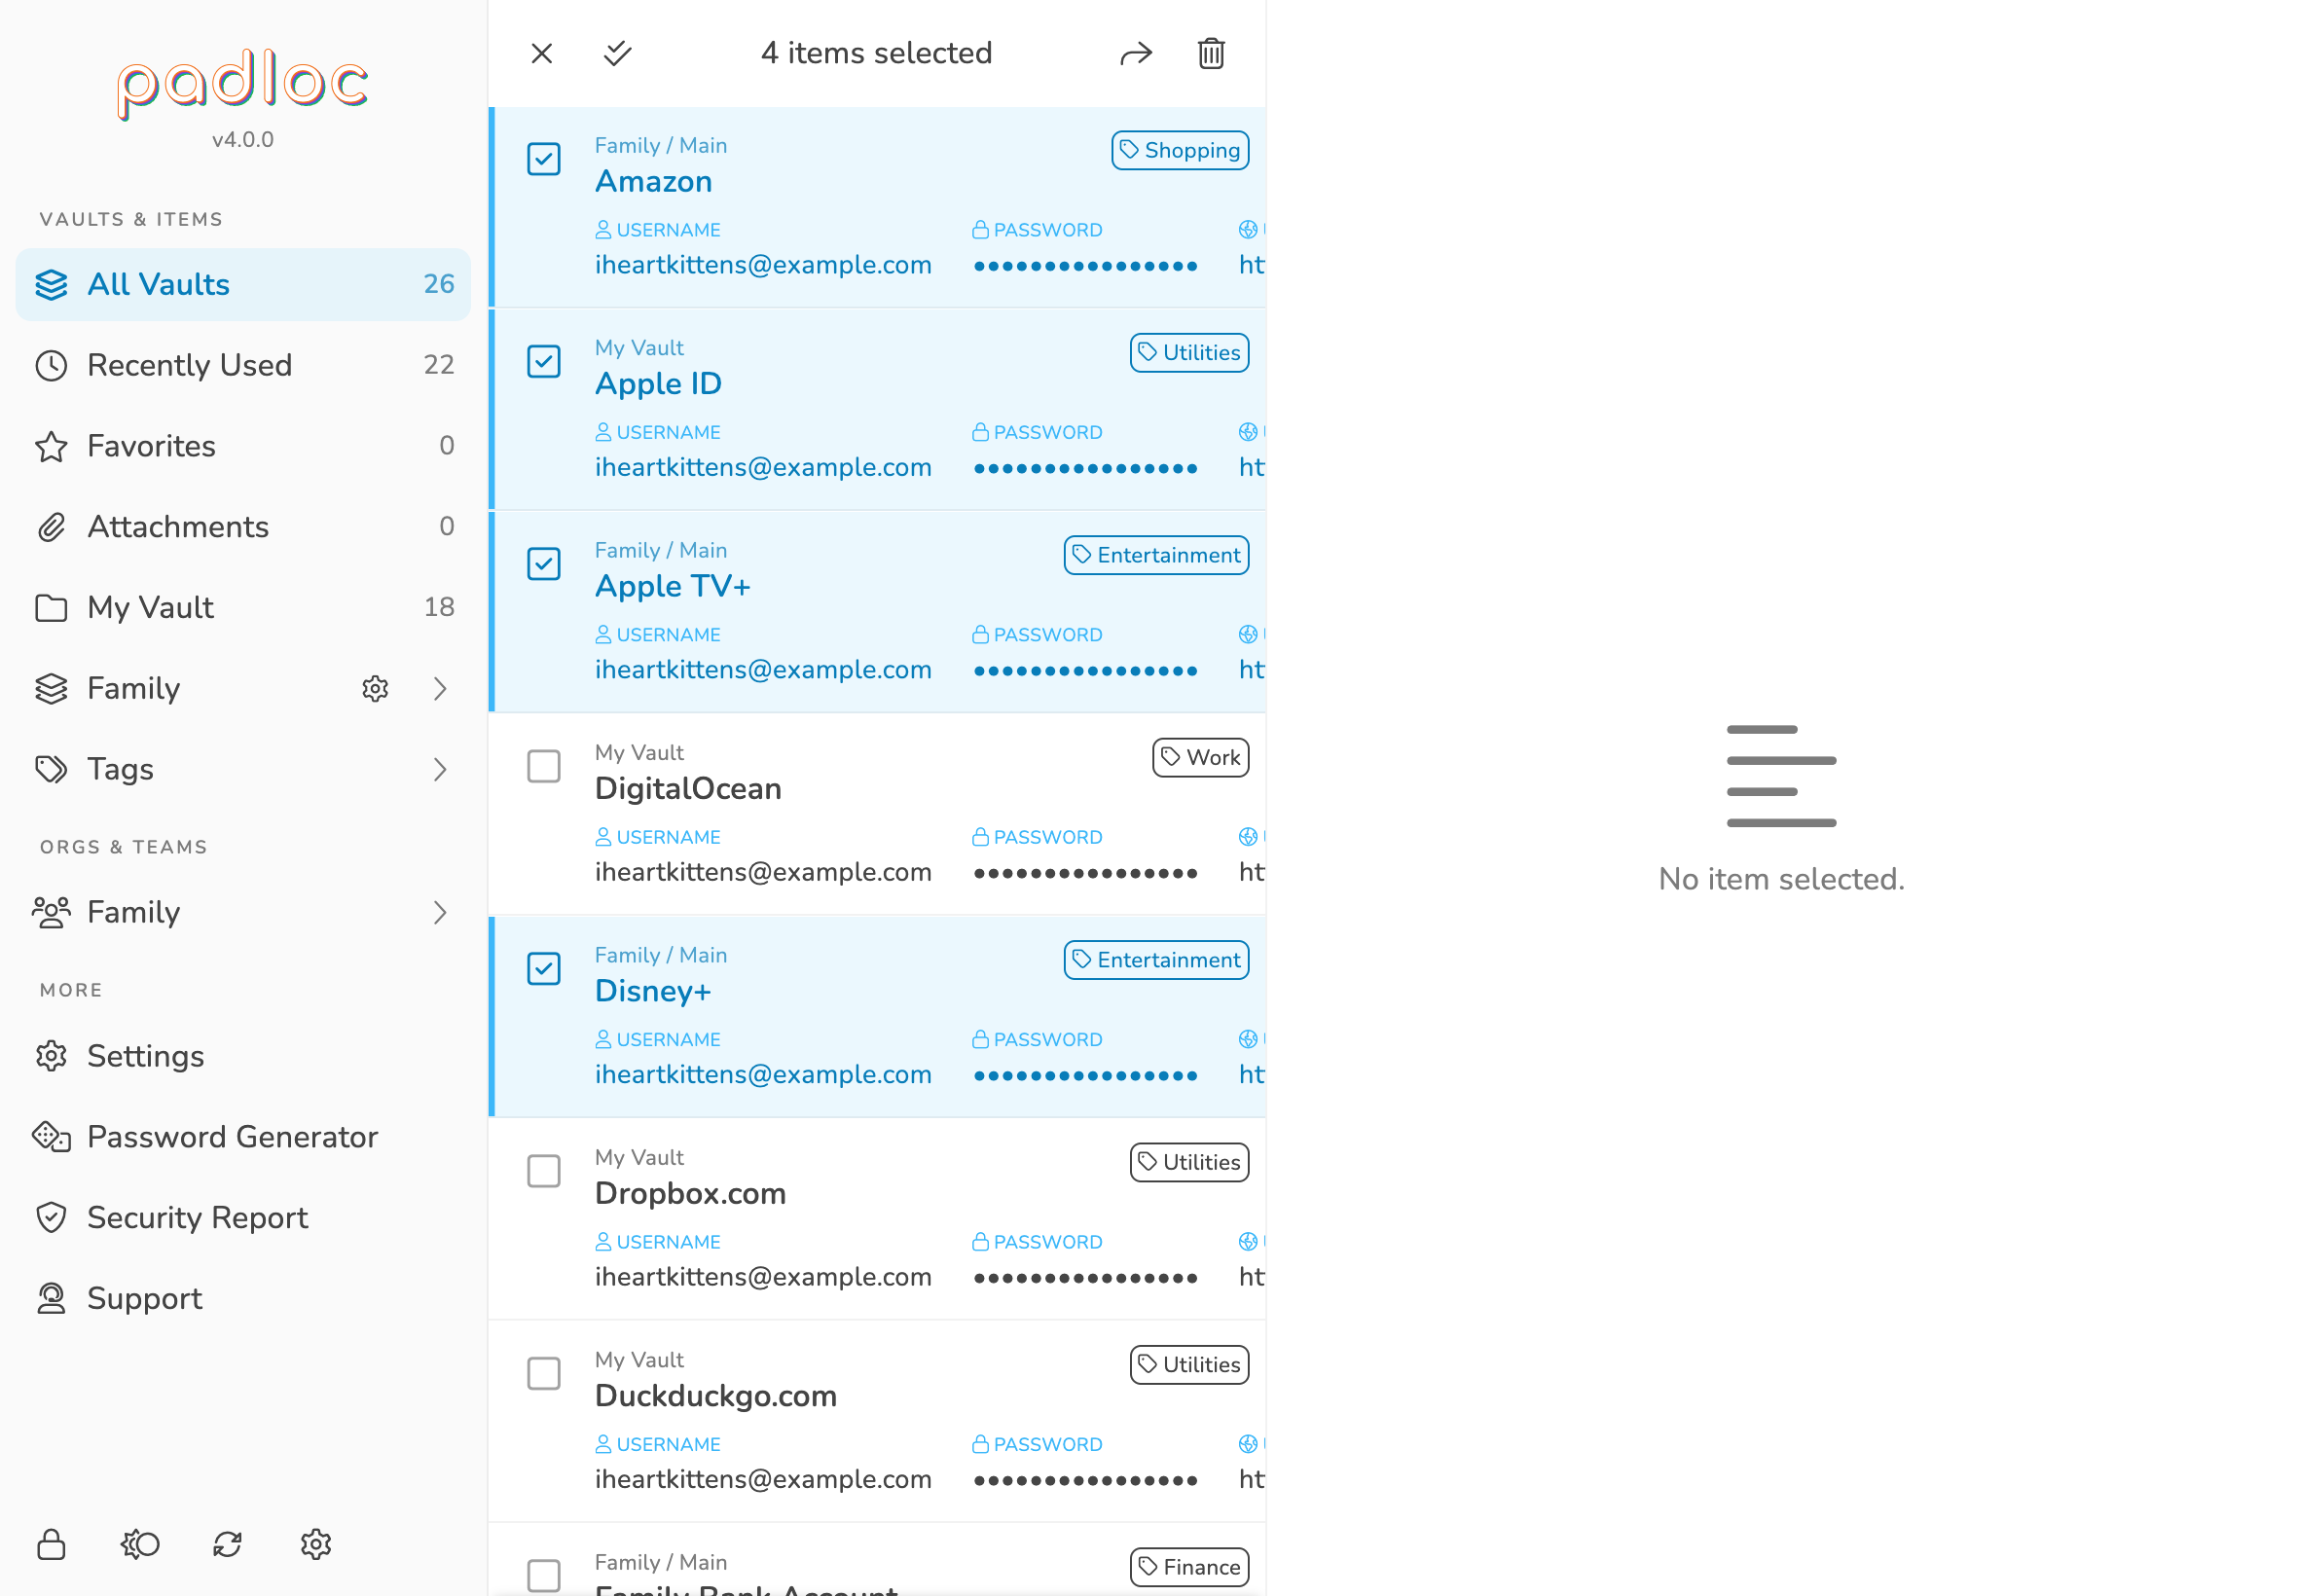 padloc
v4.0.0
VAULTS & ITEMS
All Vaults 26
Recently Used 22
Favorites 0
Attachments 0
My Vault 18
Family
Tags
ORGS & TEAMS
Family
MORE
Settings
Password Generator
Security Report
Support
4 items selected
Family / Main Shopping
Amazon
USERNAME PASSWORD
iheartkittens@example.com •••••••••••••••• ht
My Vault Utilities
Apple ID
USERNAME PASSWORD
iheartkittens@example.com •••••••••••••••• ht
Family / Main Entertainment
Apple TV+
USERNAME PASSWORD
iheartkittens@example.com •••••••••••••••• ht
My Vault Work
DigitalOcean
USERNAME PASSWORD
iheartkittens@example.com •••••••••••••••• ht
Family / Main Entertainment
Disney+
USERNAME PASSWORD
iheartkittens@example.com •••••••••••••••• ht
My Vault Utilities
Dropbox.com
USERNAME PASSWORD
iheartkittens@example.com •••••••••••••••• ht
My Vault Utilities
Duckduckgo.com
USERNAME PASSWORD
iheartkittens@example.com •••••••••••••••• ht
Family / Main Finance
Family Bank Account
No item selected.